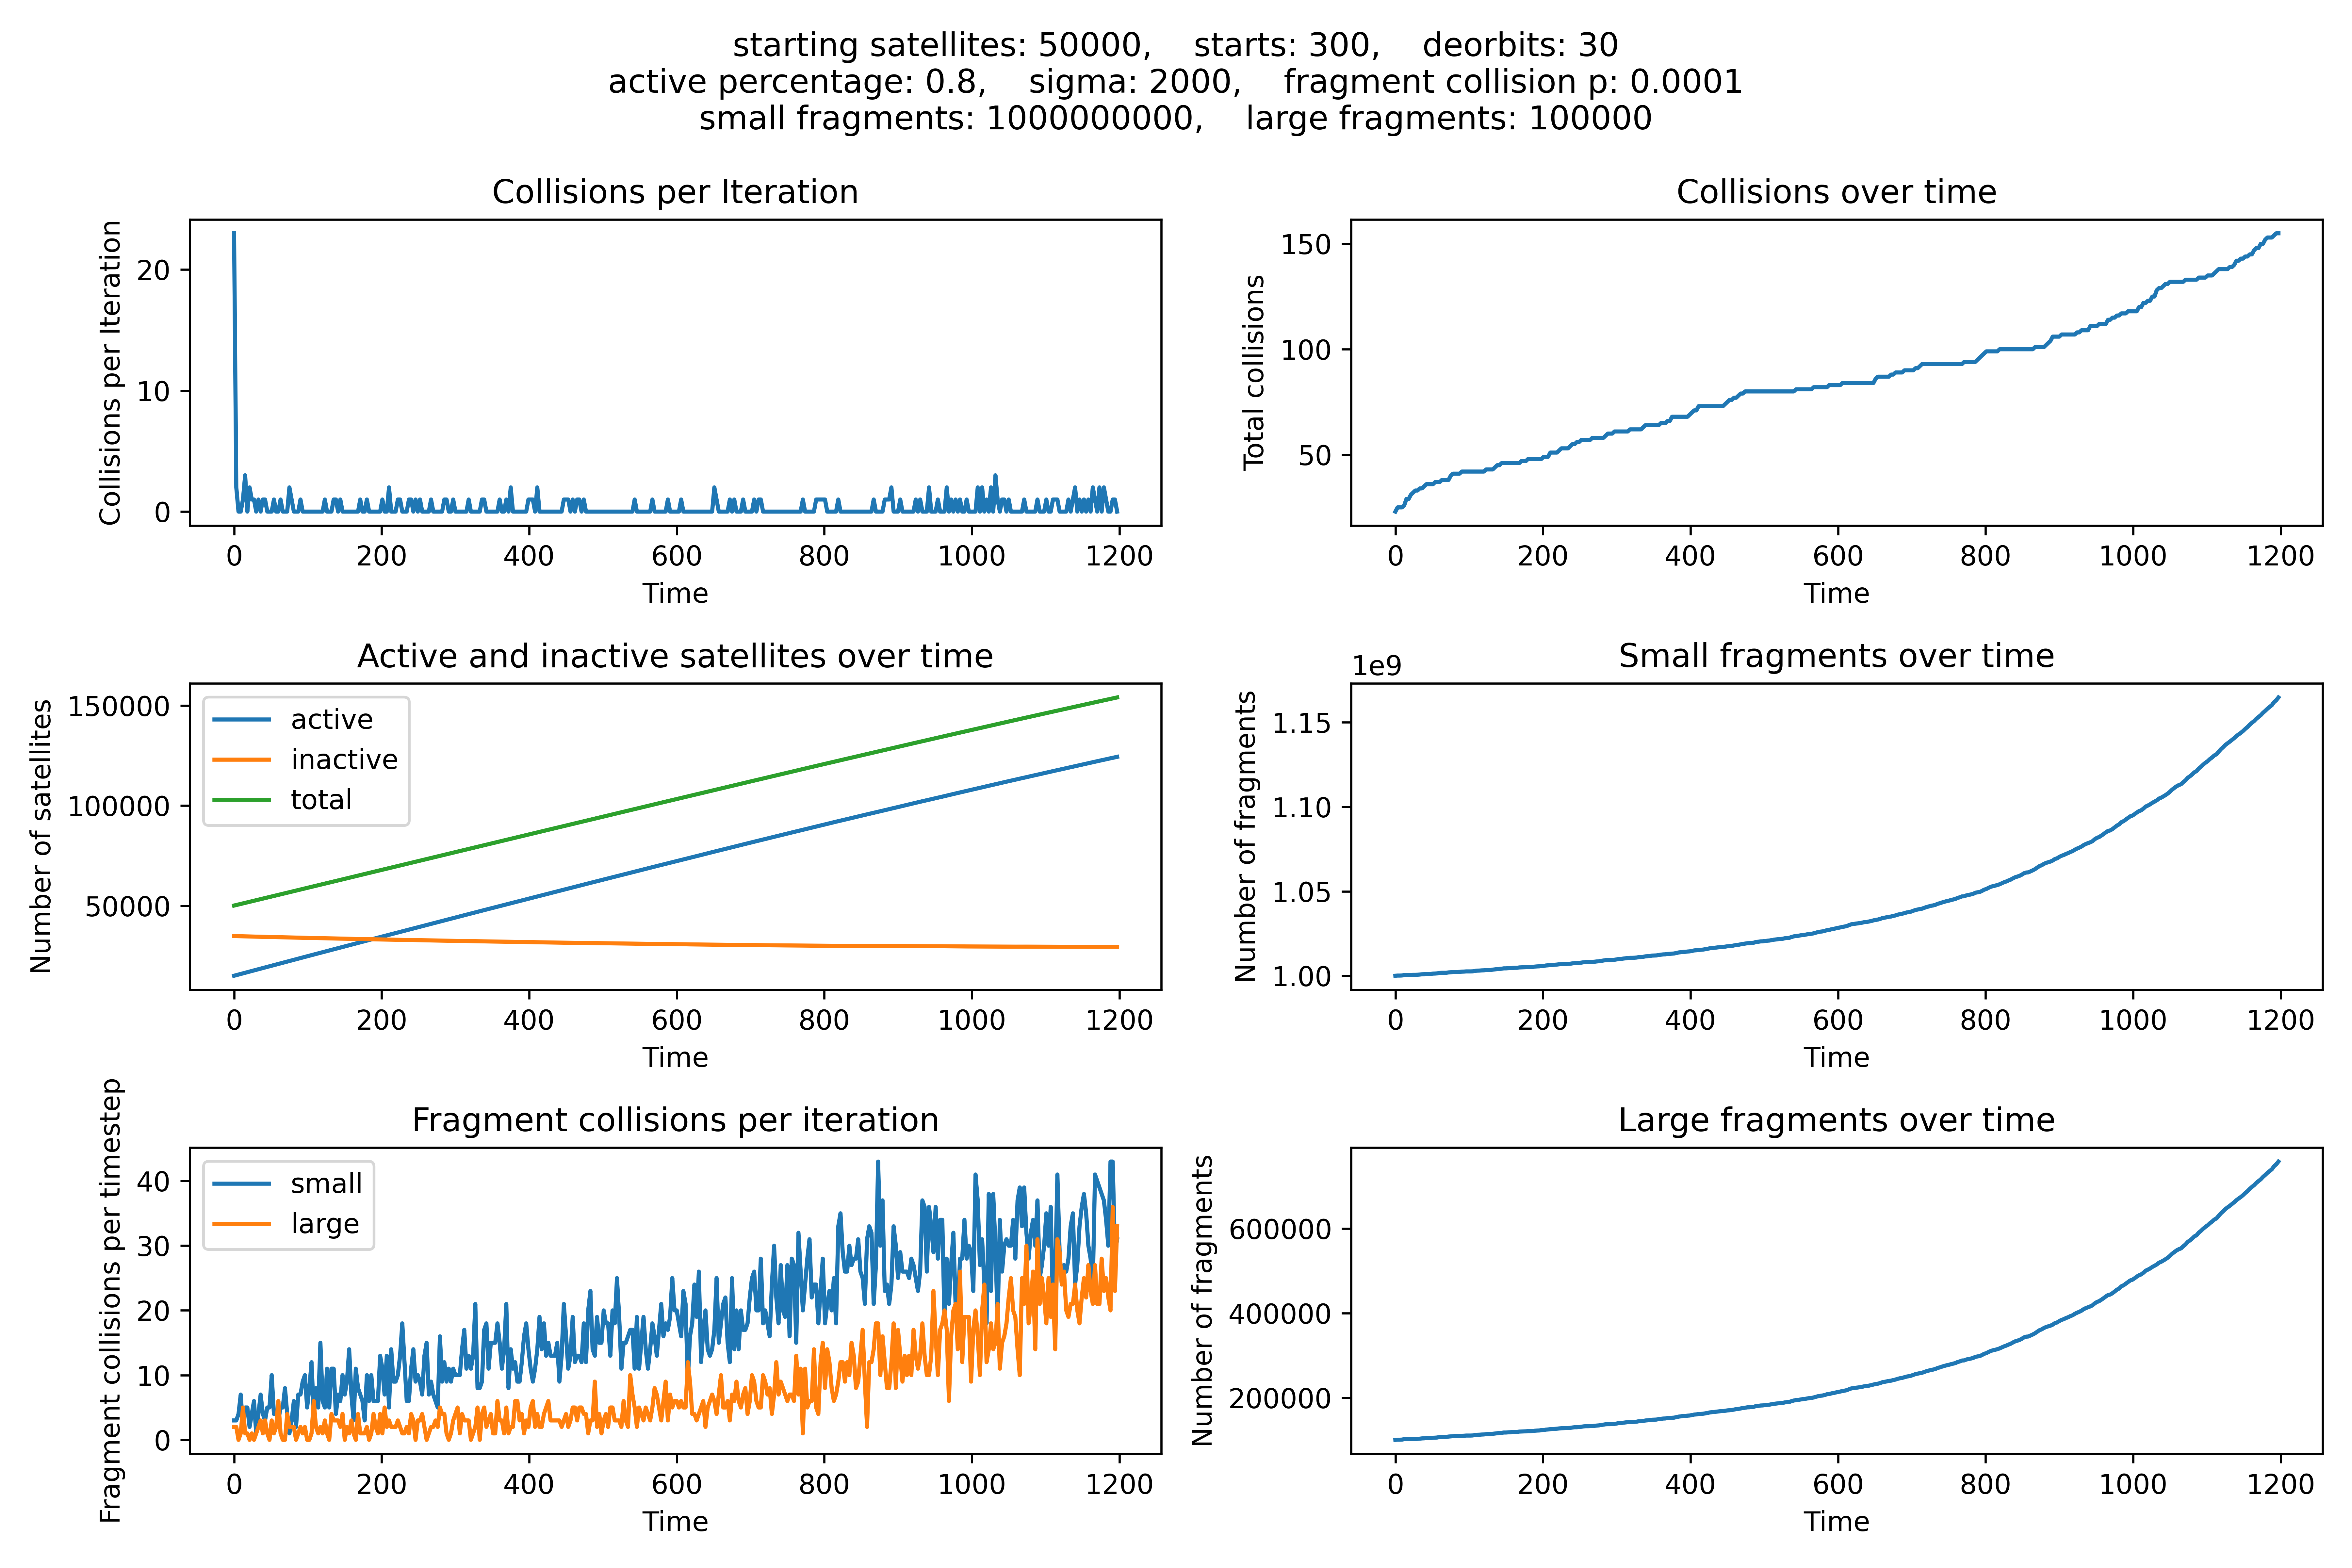 starting satellites: 50000,    starts: 300,    deorbits: 30
active percentage: 0.8,    sigma: 2000,    fragment collision p: 0.0001
small fragments: 1000000000,    large fragments: 100000
Collisions per Iteration
Collisions per Iteration
20
10
0
0 200 400 600 800 1000 1200
Time
Collisions over time
Total collisions
150
100
50
0 200 400 600 800 1000 1200
Time
Active and inactive satellites over time
Number of satellites
150000
100000
50000
active
inactive
total
0 200 400 600 800 1000 1200
Time
Small fragments over time
1e9
Number of fragments
1.15
1.10
1.05
1.00
0 200 400 600 800 1000 1200
Time
Fragment collisions per iteration
Fragment collisions per timestep
40
30
20
10
0
small
large
0 200 400 600 800 1000 1200
Time
Large fragments over time
Number of fragments
600000
400000
200000
0 200 400 600 800 1000 1200
Time